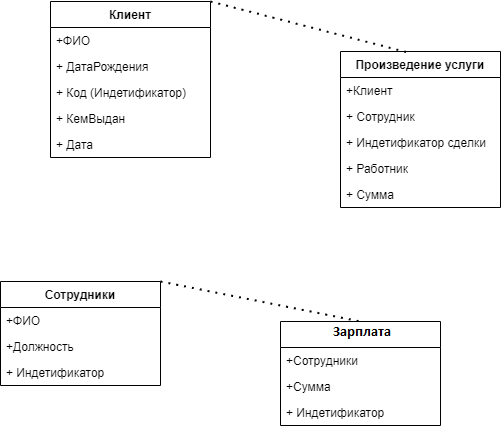 Клиент
+ФИО
+ ДатаРождения
+ Код (Индетификатор)
+ КемВыдан
+ Дата
Произведение услуги
+Клиент
+ Сотрудник
+ Индетификатор сделки
+ Работник
+ Сумма
Сотрудники
+ФИО
+Должность
+ Индетификатор
Зарплата
+Сотрудники
+Сумма
+ Индетификатор